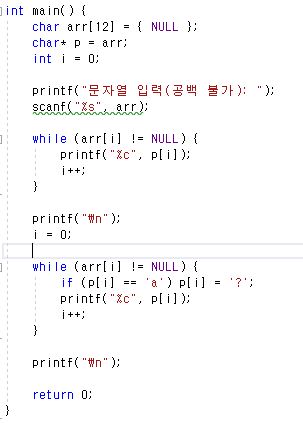 int main() {
    char arr[12] = { NULL };
    char* p = arr;
    int i = 0;

    printf("문자열 입력(공백 불가): ");
    scanf("%s", arr);

    while (arr[i] != NULL) {
        printf("%c", p[i]);
        i++;
    }

    printf("₩n");
    i = 0;

    while (arr[i] != NULL) {
        if (p[i] == 'a') p[i] = '?';
        printf("%c", p[i]);
        i++;
    }

    printf("₩n");

    return 0;
}